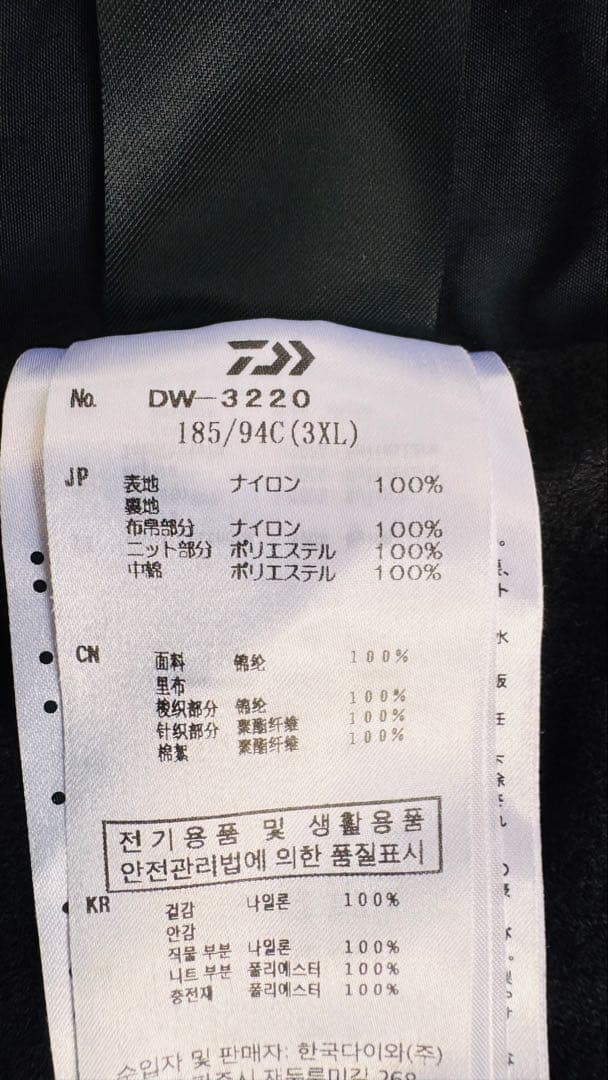 No. DW-3220
185/94C(3XL)
JP 表地 ナイロン 100%
裏地
布帛部分 ナイロン 100%
ニット部分 ポリエステル 100%
中綿 ポリエステル 100%
CN 面料 锦纶 100%
里布
梭织部分 锦纶 100%
针织部分 聚酯纤维 100%
棉絮 聚酯纤维 100%
전기용품 및 생활용품
안전관리법에 의한 품질표시
KR 겉감 나일론 100%
안감
직물 부분 나일론 100%
니트 부분 폴리에스터 100%
충전재 폴리에스터 100%
수입자 및 판매자: 한국다이와(주)